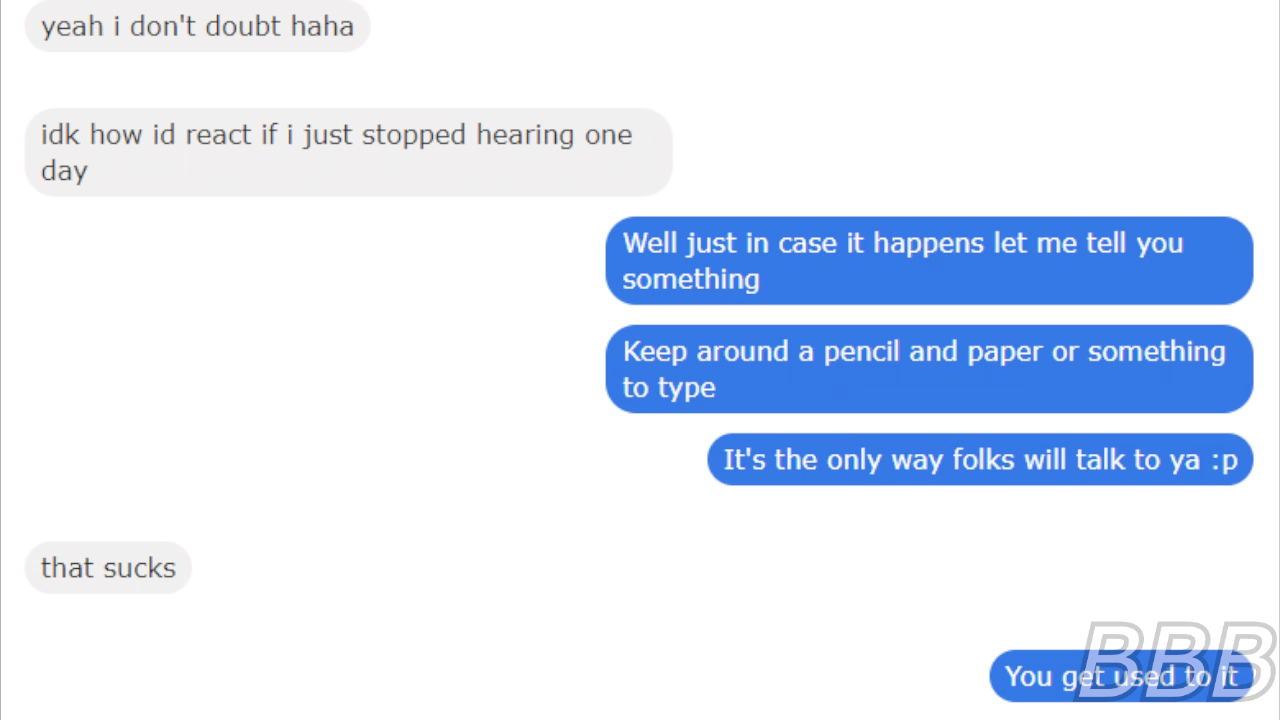 yeah i don't doubt haha
idk how id react if i just stopped hearing one
day
Well just in case it happens let me tell you
something
Keep around a pencil and paper or something
to type
It's the only way folks will talk to ya :p
that sucks
You get used to it
BBB